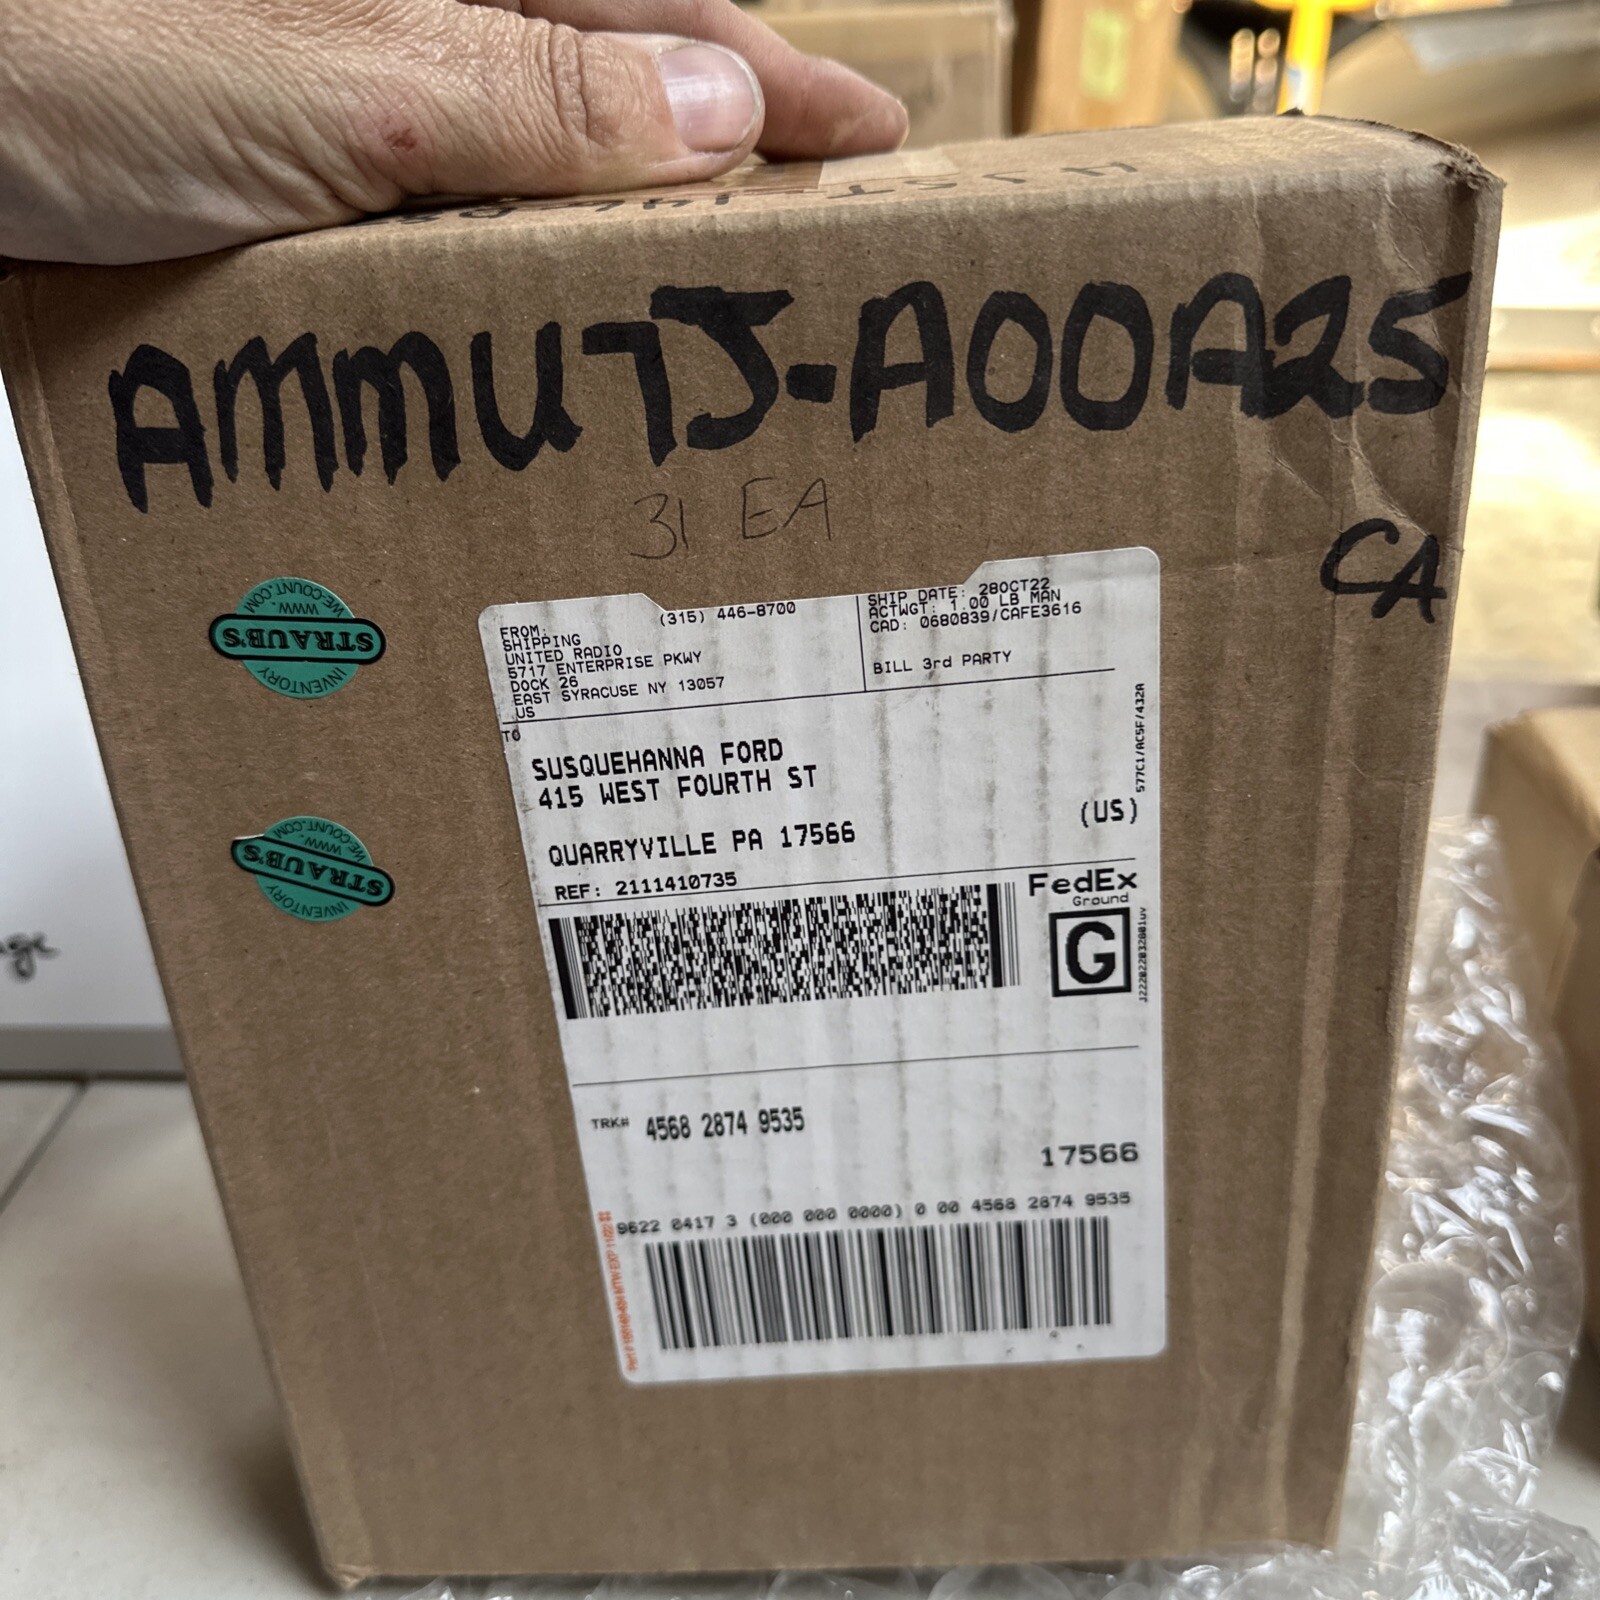 AMMU7J-A00A25
31 EA
CA
WWW.
WE-COUNT.COM
STRAUB'S
INVENTORY
WWW.
WE-COUNT.COM
STRAUB'S
INVENTORY
FROM: (315) 446-8700
SHIPPING
UNITED RADIO
5717 ENTERPRISE PKWY
DOCK 26
EAST SYRACUSE NY 13057
US
SHIP DATE: 28OCT22
ACTWGT: 1.00 LB MAN
CAD: 0680839/CAFE3616
BILL 3rd PARTY
TO
SUSQUEHANNA FORD
415 WEST FOURTH ST
(US)
QUARRYVILLE PA 17566
REF: 2111410735
577C1/AC5F/432A
FedEx
Ground
G
TRK# 4568 2874 9535
17566
9622 0417 3 (000 000 0000) 0 00 4568 2874 9535